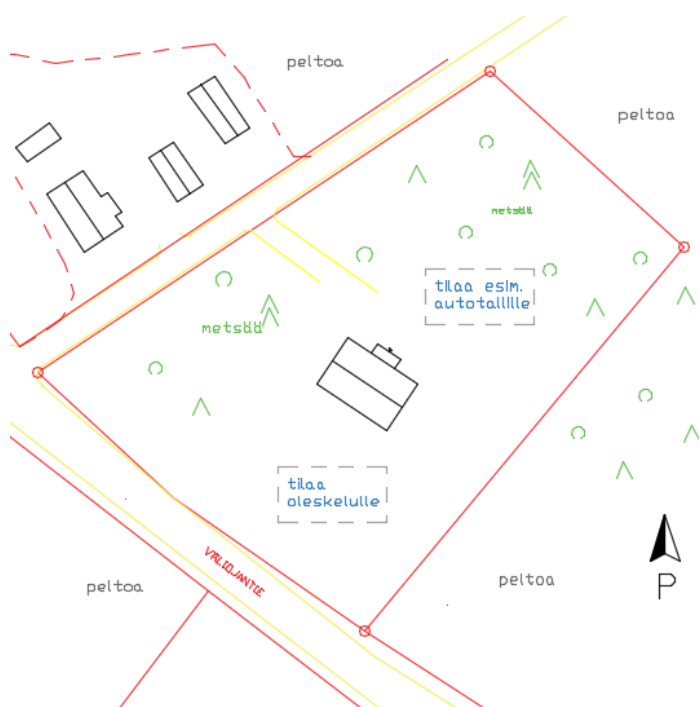 peltoa
peltoa
metsää
tilaa esim.
autotallille
metsää
tilaa
oleskelulle
VALIOJANTIE
peltoa
peltoa
P